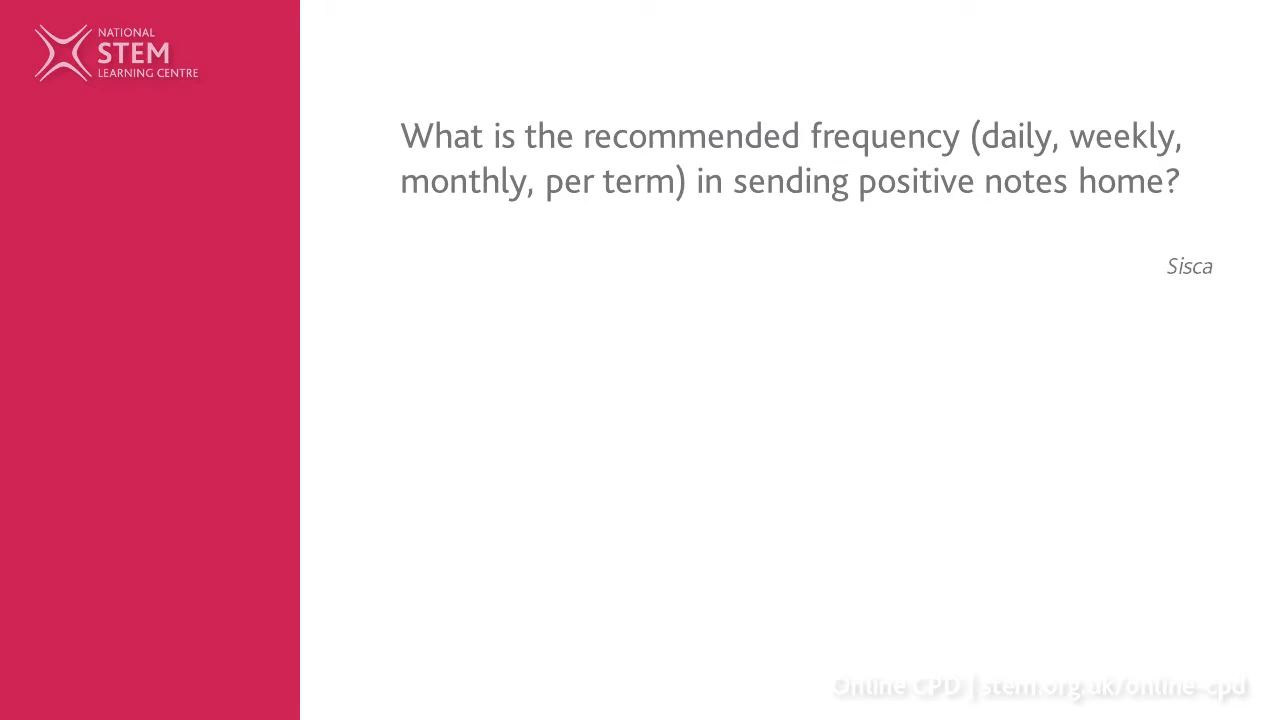 NATIONAL
STEM
LEARNING CENTRE
What is the recommended frequency (daily, weekly,
monthly, per term) in sending positive notes home?
Sisca
Online CPD | stem.org.uk/online-cpd